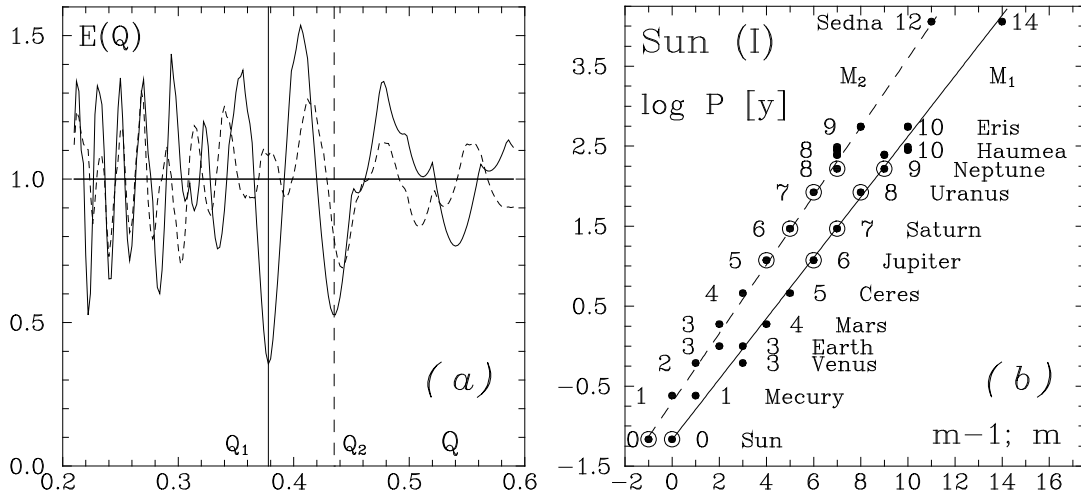 E(Q)
1.5
1.0
0.5
0.0
0.2 0.3 0.4 0.5 0.6
Q₁
Q₂
Q
(a)
Sun (I)
log P [y]
3.5
2.5
1.5
0.5
−0.5
−1.5
−2 0 2 4 6 8 10 12 14 16
m−1; m
(b)
M₂
M₁
Sedna 12 14
9 10 Eris
8 10 Haumea
8 9 Neptune
7 8 Uranus
6 7 Saturn
5 6 Jupiter
4 5 Ceres
3 4 Mars
3 3 Earth
2 3 Venus
1 1 Mecury
0 0 Sun